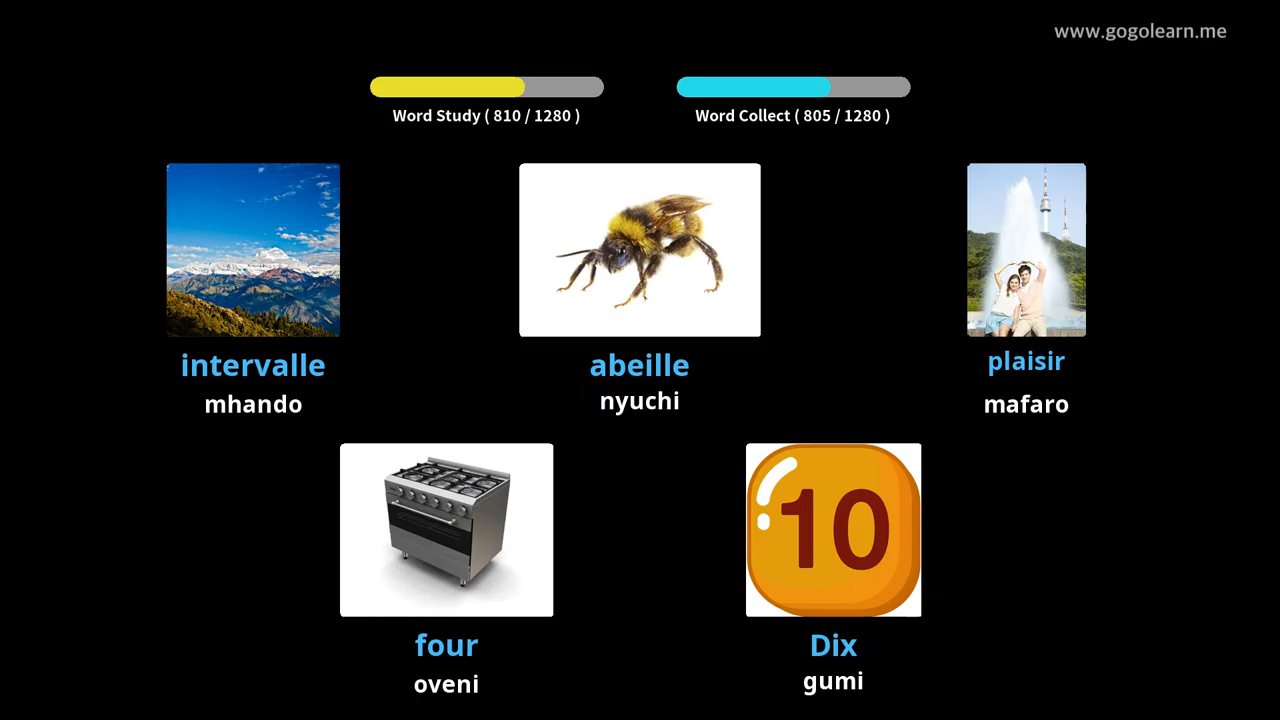 www.gogolearn.me
Word Study ( 810 / 1280 )
Word Collect ( 805 / 1280 )
intervalle
mhando
abeille
nyuchi
plaisir
mafaro
10
four
oveni
Dix
gumi